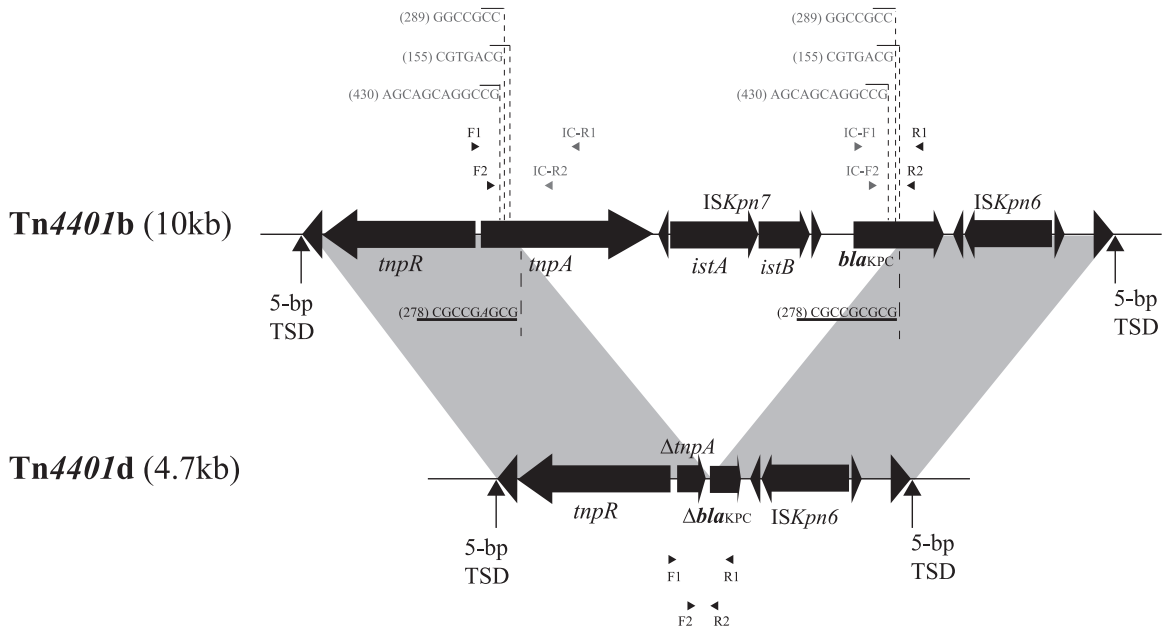 (289) GGCCGCC (289) GGCCGCC
(155) CGTGACG (155) CGTGACG
(430) AGCAGCAGGCCG (430) AGCAGCAGGCCG
F1 IC-R1 IC-F1 R1
F2 IC-R2 IC-F2 R2
Tn4401b (10kb) ISKpn7 ISKpn6
tnpR tnpA istA istB blaKPC
5-bp TSD 5-bp TSD
(278) CGCCGAGCG (278) CGCCGCGCG
Tn4401d (4.7kb) ΔtnpA
tnpR ΔblaKPC ISKpn6
5-bp TSD 5-bp TSD
F1 R1
F2 R2